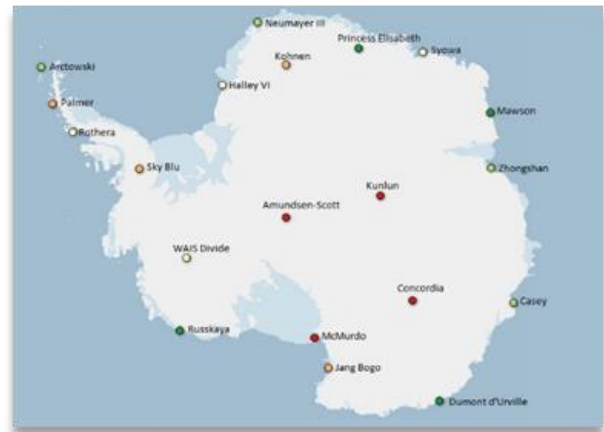 Neumayer III
Princess Elisabeth
Syowa
Kohnen
Arctowski
Halley VI
Palmer
Mawson
Rothera
Sky Blu
Zhongshan
Kunlun
Amundsen-Scott
WAIS Divide
Concordia
Casey
Russkaya
McMurdo
Jang Bogo
Dumont d'Urville